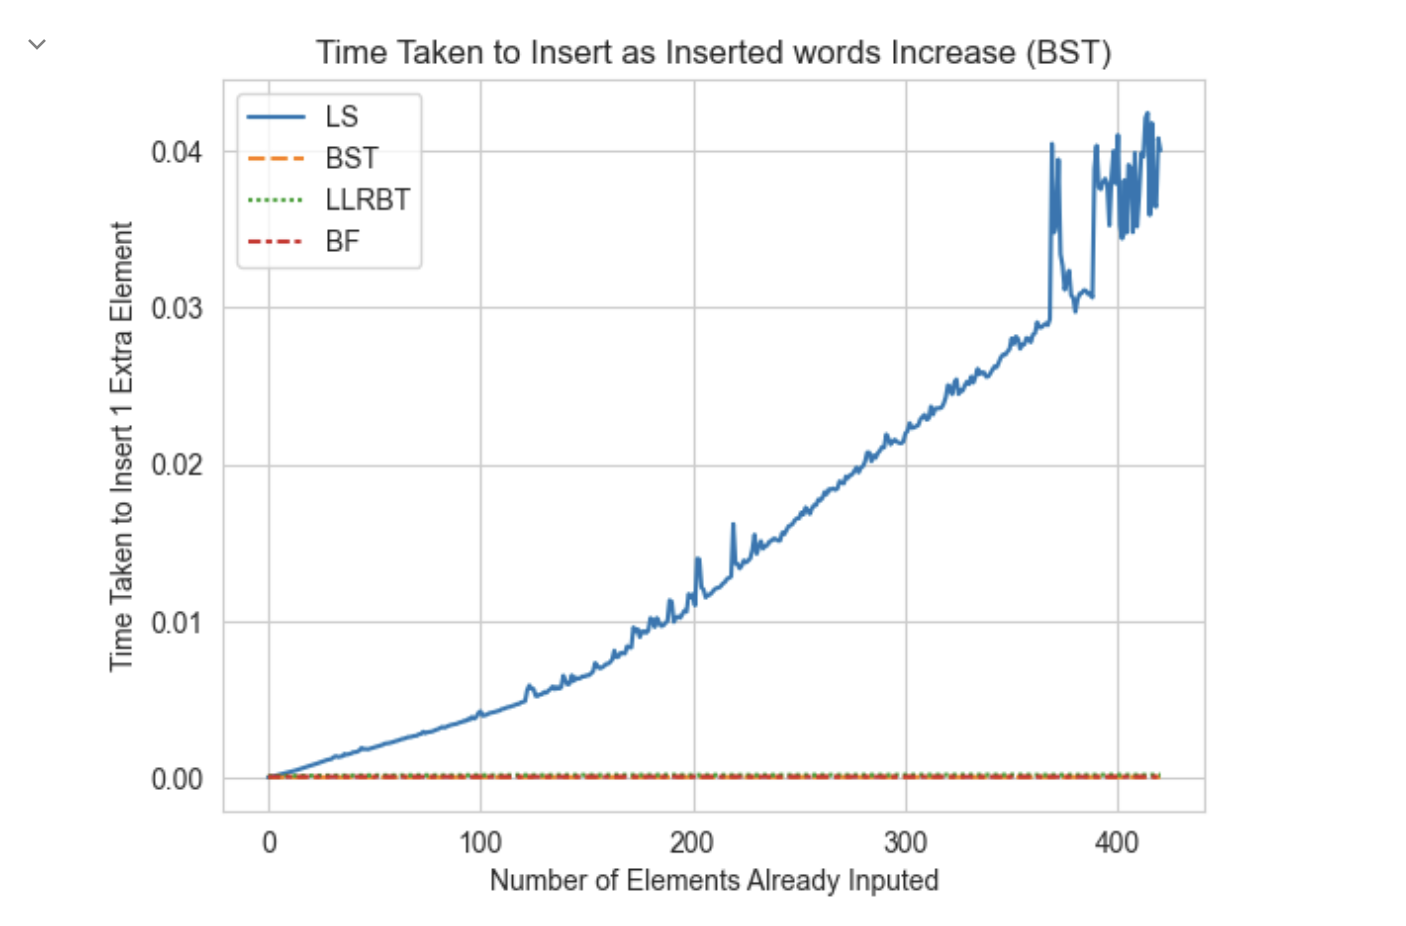 Time Taken to Insert as Inserted words Increase (BST)
LS
BST
LLRBT
BF
0.04
0.03
0.02
0.01
0.00
Time Taken to Insert 1 Extra Element
0 100 200 300 400
Number of Elements Already Inputed